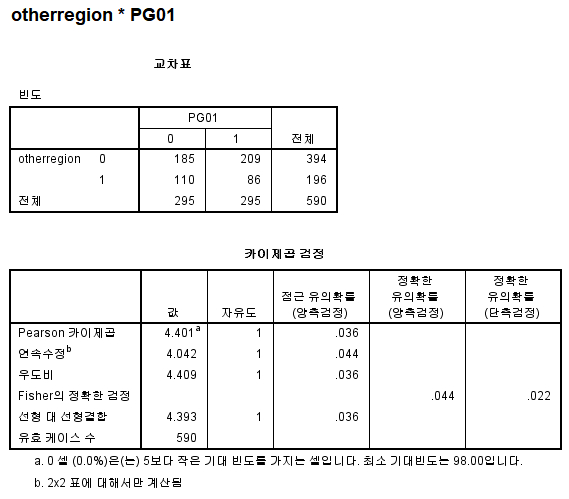 otherregion * PG01
교차표
빈도
PG01
0 1 전체
otherregion 0 185 209 394
1 110 86 196
전체 295 295 590
카이제곱 검정
값 자유도 점근 유의확률 (양측검정) 정확한 유의확률 (양측검정) 정확한 유의확률 (단측검정)
Pearson 카이제곱 4.401a 1 .036
연속수정b 4.042 1 .044
우도비 4.409 1 .036
Fisher의 정확한 검정 .044 .022
선형 대 선형결합 4.393 1 .036
유효 케이스 수 590
a. 0 셀 (0.0%)은(는) 5보다 작은 기대 빈도를 가지는 셀입니다. 최소 기대빈도는 98.00입니다.
b. 2x2 표에 대해서만 계산됨